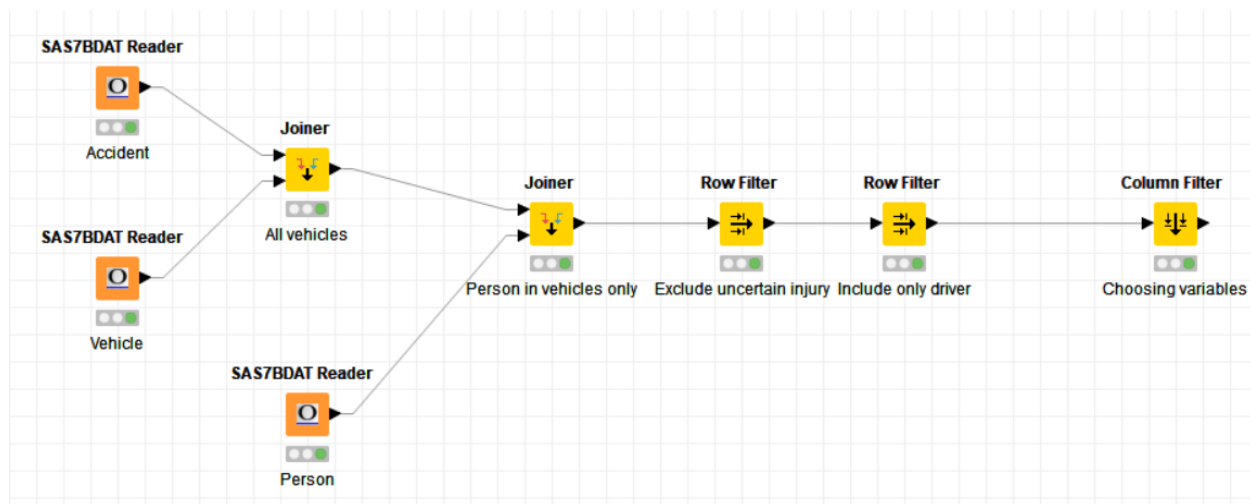 SAS7BDAT Reader
Accident
Joiner
All vehicles
SAS7BDAT Reader
Vehicle
Joiner
Person in vehicles only
Row Filter
Exclude uncertain injury
Row Filter
Include only driver
Column Filter
Choosing variables
SAS7BDAT Reader
Person